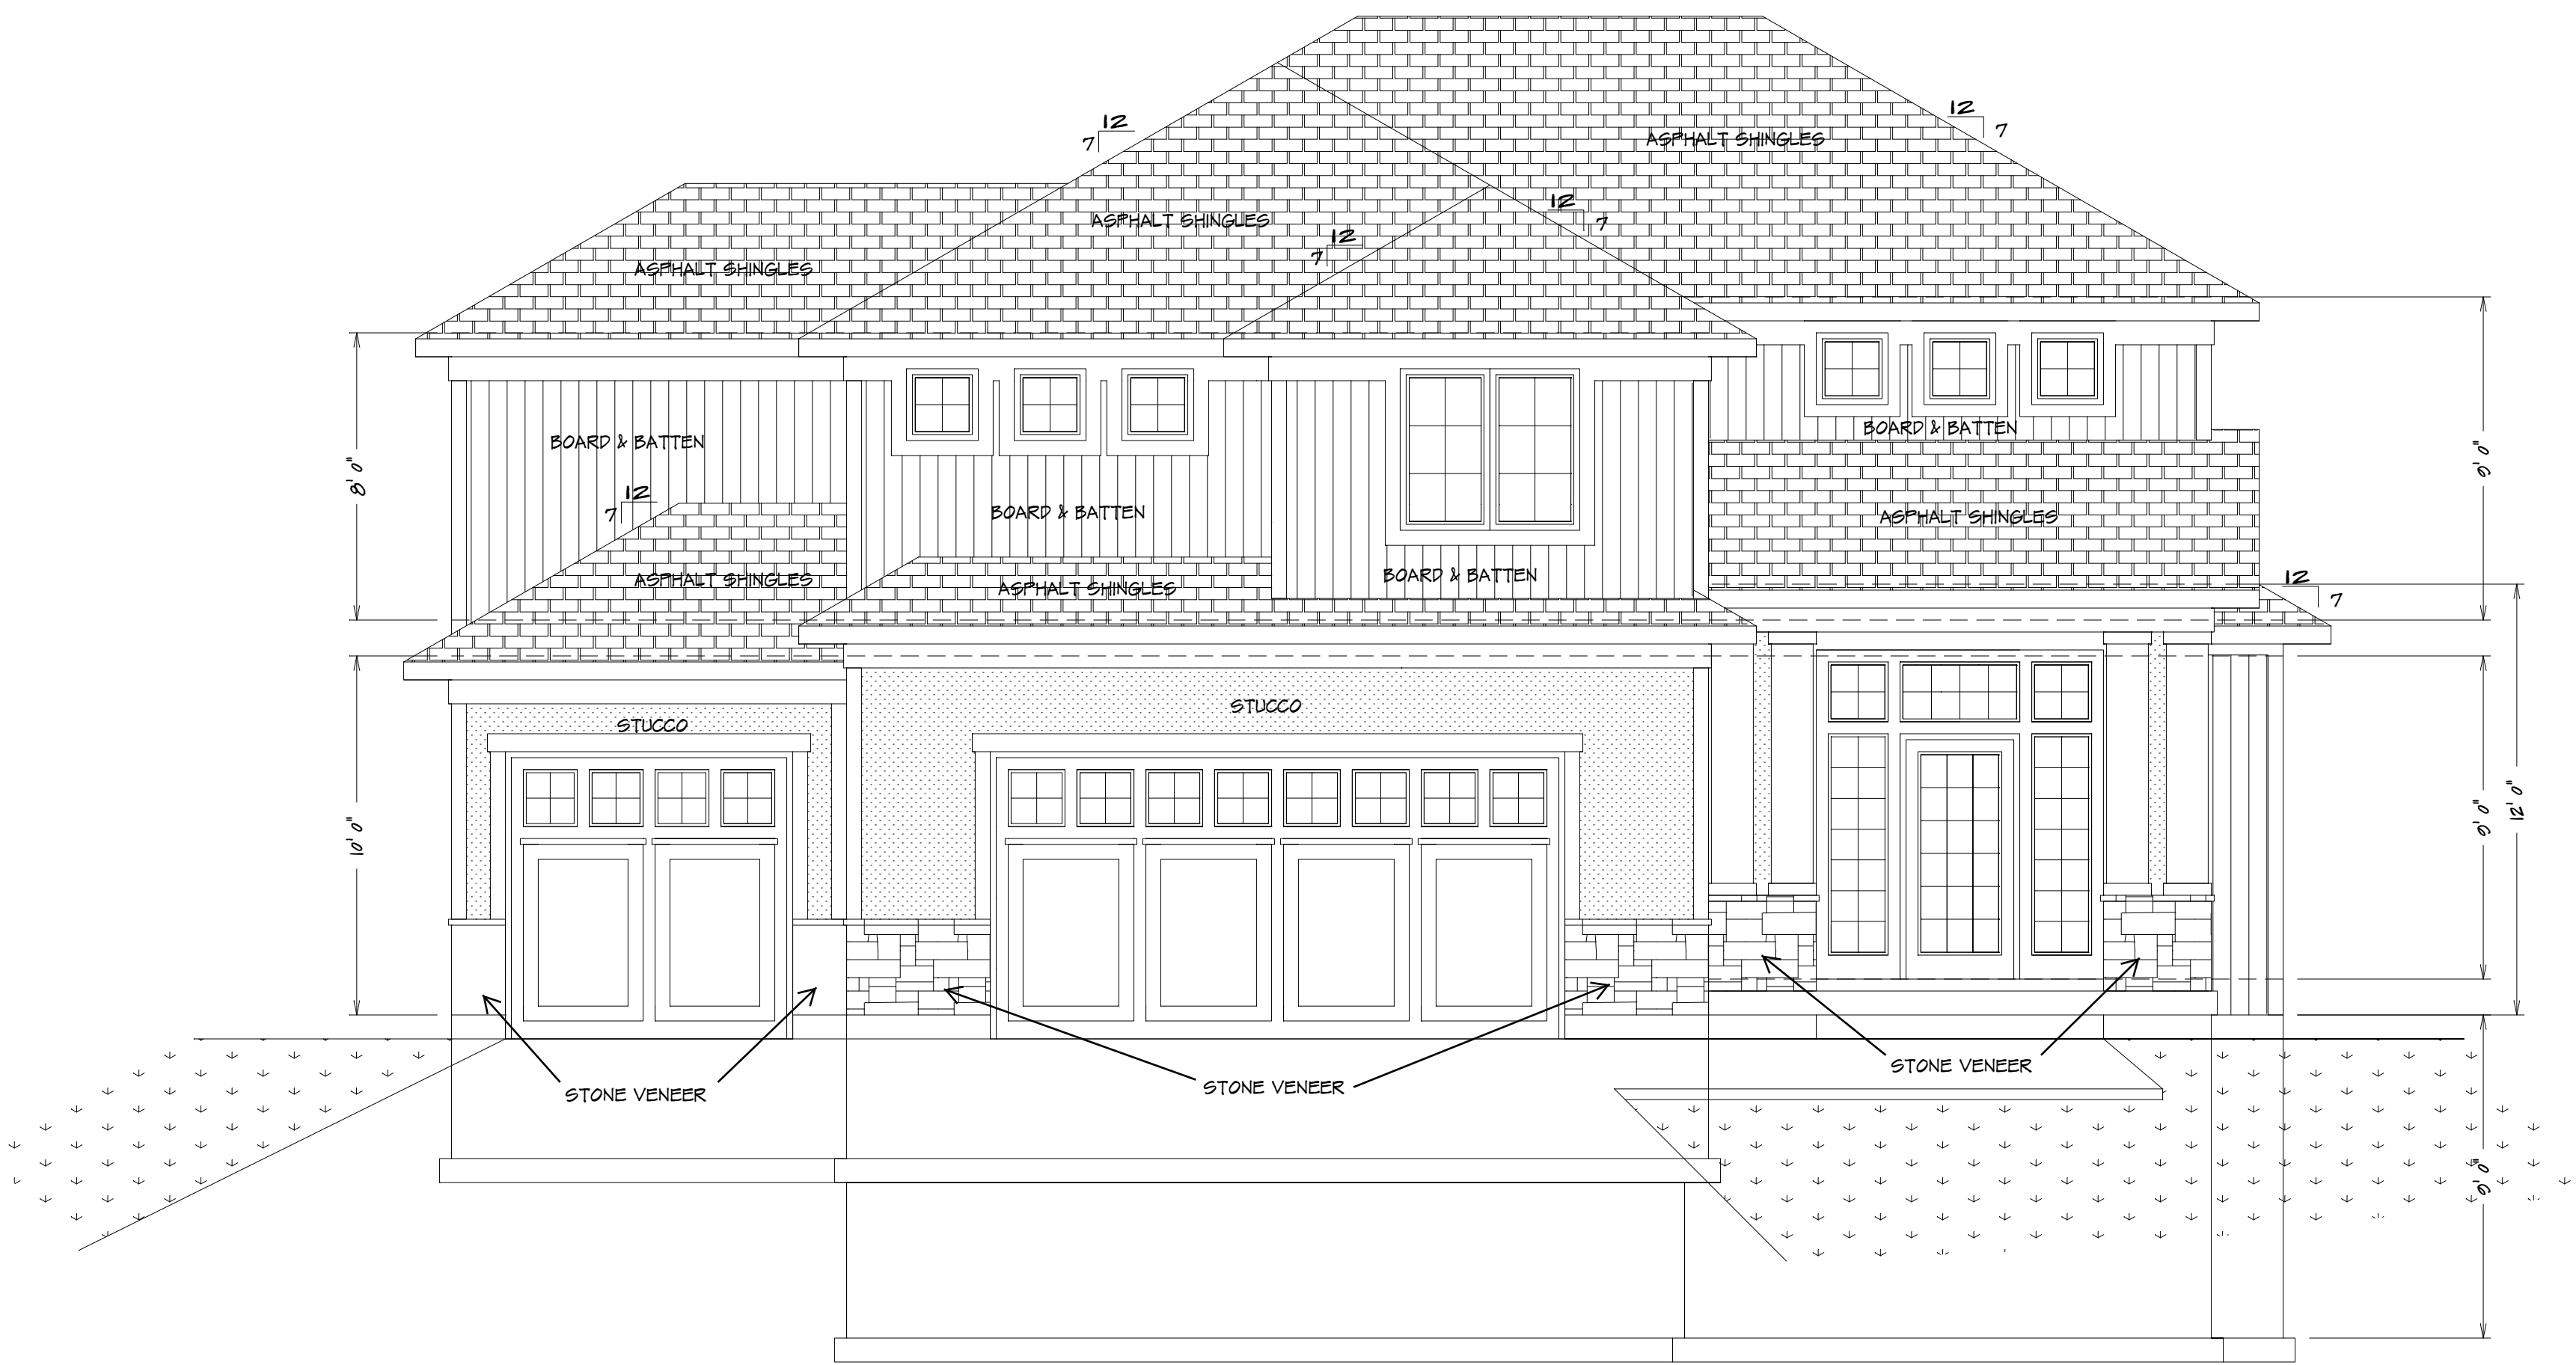 12
7
12
7
ASPHALT SHINGLES
12
7
ASPHALT SHINGLES
12
7
ASPHALT SHINGLES
BOARD & BATTEN
BOARD & BATTEN
9' 0"
8' 0"
12
7
BOARD & BATTEN
ASPHALT SHINGLES
BOARD & BATTEN
ASPHALT SHINGLES
ASPHALT SHINGLES
12
7
STUCCO
STUCCO
10' 0"
9' 0"
12' 0"
STONE VENEER
STONE VENEER
STONE VENEER
9' 0"